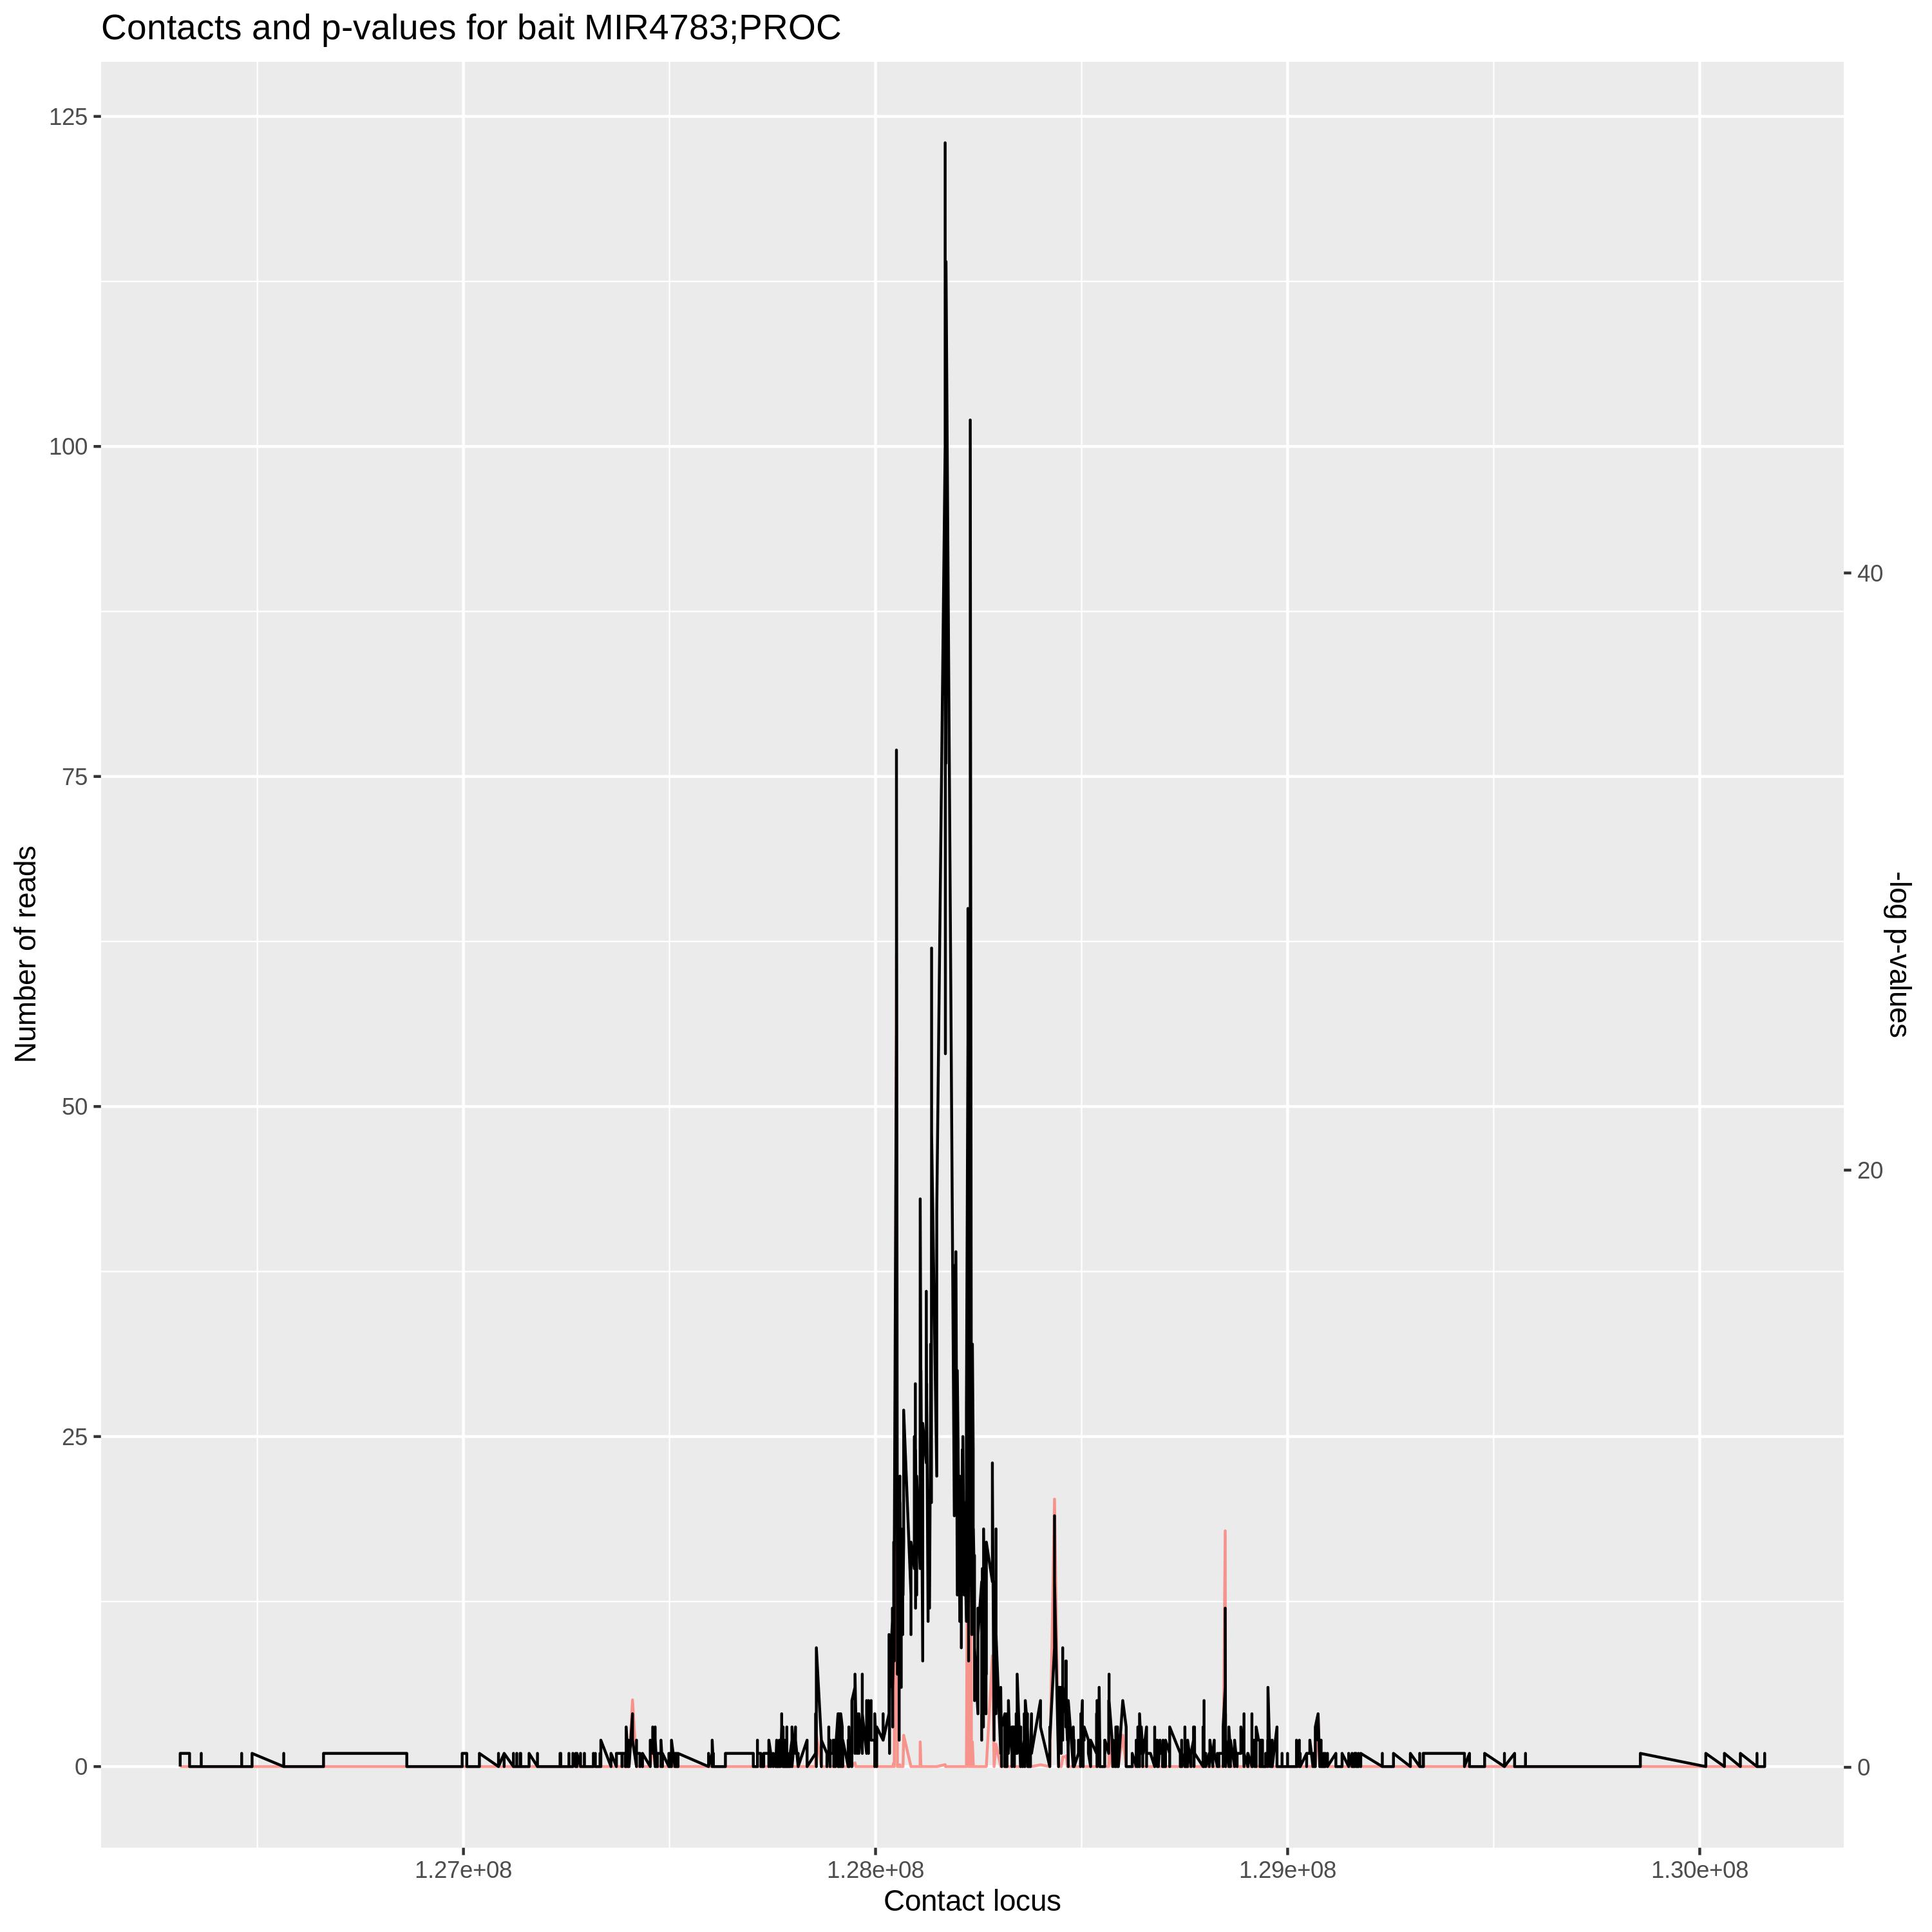 Contacts and p-values for bait MIR4783;PROC
125
100
75
50
25
0
Number of reads
40
20
0
-log p-values
1.27e+08
1.28e+08
1.29e+08
1.30e+08
Contact locus